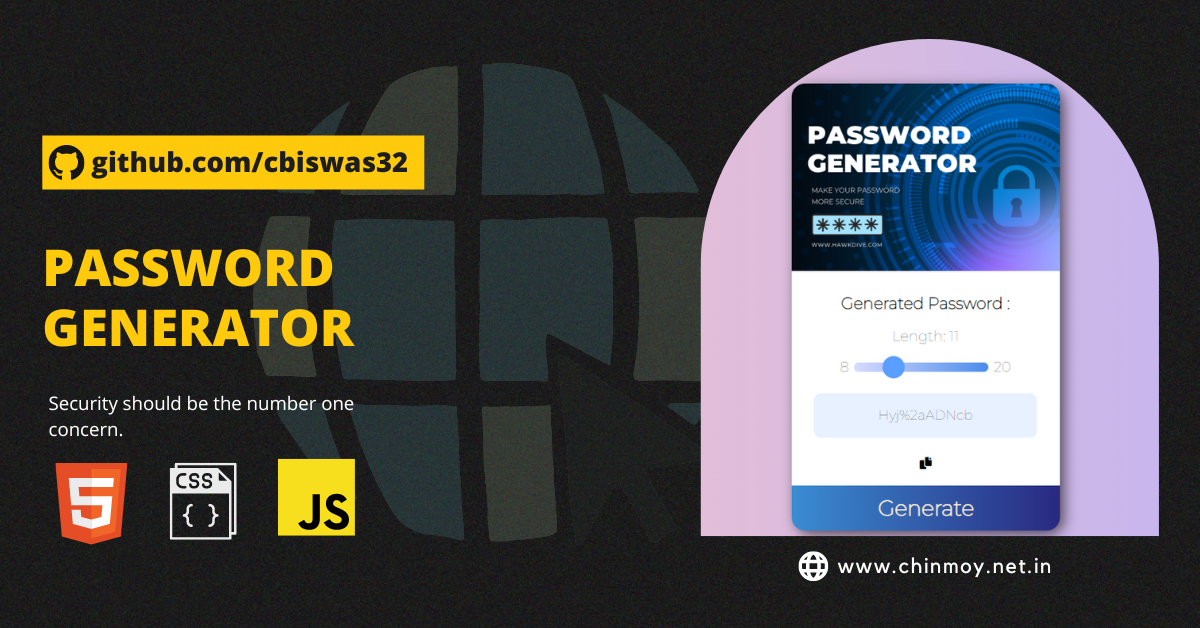 github.com/cbiswas32
PASSWORD
GENERATOR
Security should be the number one
concern.
5
CSS
{ }
JS
PASSWORD
GENERATOR
MAKE YOUR PASSWORD
MORE SECURE
****
WWW.HAWKDIVE.COM
Generated Password :
Length: 11
8 20
Hyj%2aADNcb
Generate
www.chinmoy.net.in